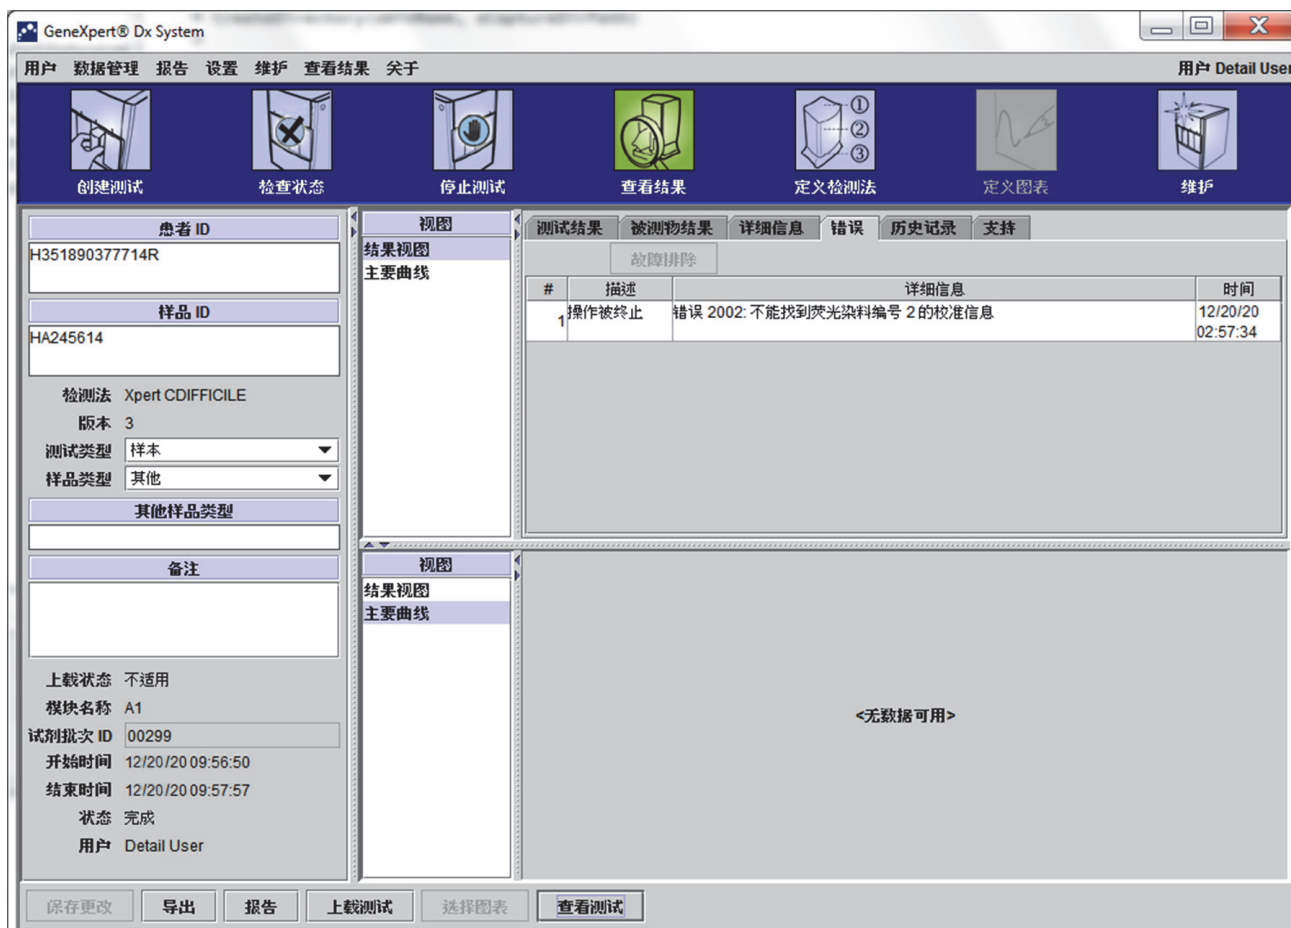 GeneXpert® Dx System
用户 数据管理 报告 设置 维护 查看结果 关于
用户 Detail User
① ② ③
创建测试 检查状态 停止测试 查看结果 定义检测法 定义图表 维护
患者 ID
H351890377714R
样品 ID
HA245614
检测法 Xpert CDIFFICILE
版本 3
测试类型 样本
样品类型 其他
其他样品类型
备注
上载状态 不适用
模块名称 A1
试剂批次 ID 00299
开始时间 12/20/20 09:56:50
结束时间 12/20/20 09:57:57
状态 完成
用户 Detail User
视图
结果视图
主要曲线
测试结果 被测物结果 详细信息 错误 历史记录 支持
故障排除
# 描述 详细信息 时间
1 操作被终止 错误 2002: 不能找到荧光染料编号 2 的校准信息 12/20/20
02:57:34
视图
结果视图
主要曲线
<无数据可用>
保存更改 导出 报告 上载测试 选择图表 查看测试